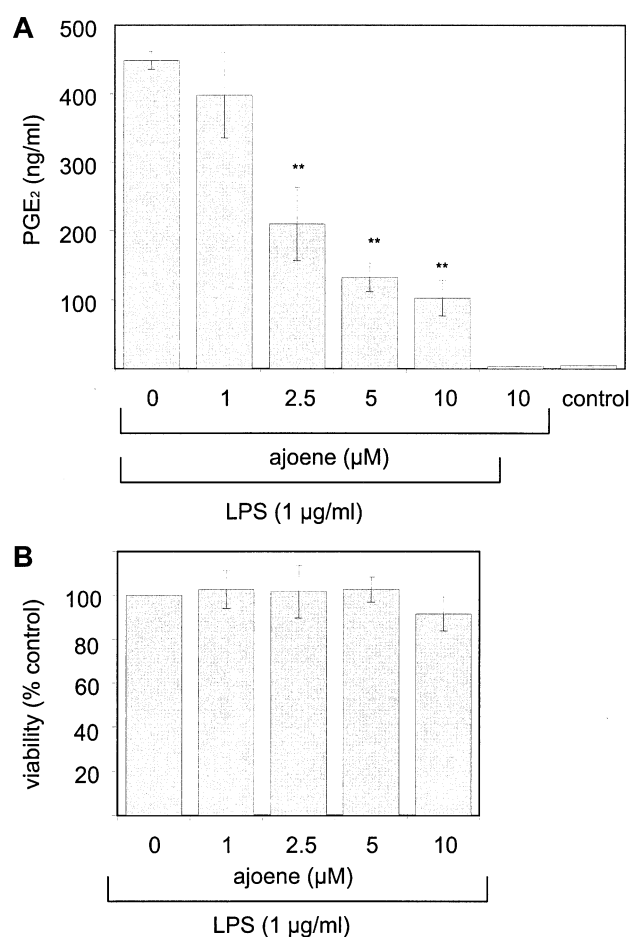 A
500
400
300
200
100
PGE₂ (ng/ml)
**
**
**
0 1 2.5 5 10 10 control
ajoene (µM)
LPS (1 µg/ml)
B
100
80
60
40
20
viability (% control)
0 1 2.5 5 10
ajoene (µM)
LPS (1 µg/ml)